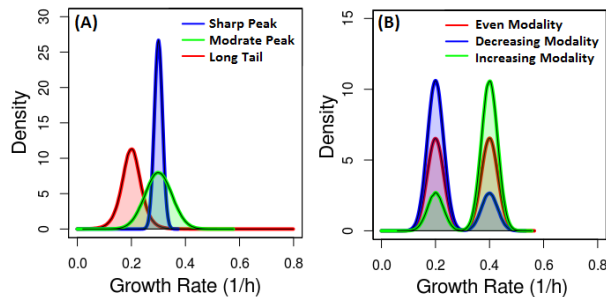 (A)
Sharp Peak
Modrate Peak
Long Tail
Density
30
25
20
15
10
5
0
0.0 0.2 0.4 0.6 0.8
Growth Rate (1/h)
(B)
Even Modality
Decreasing Modality
Increasing Modality
Density
15
10
5
0
0.0 0.2 0.4 0.6 0.8
Growth Rate (1/h)